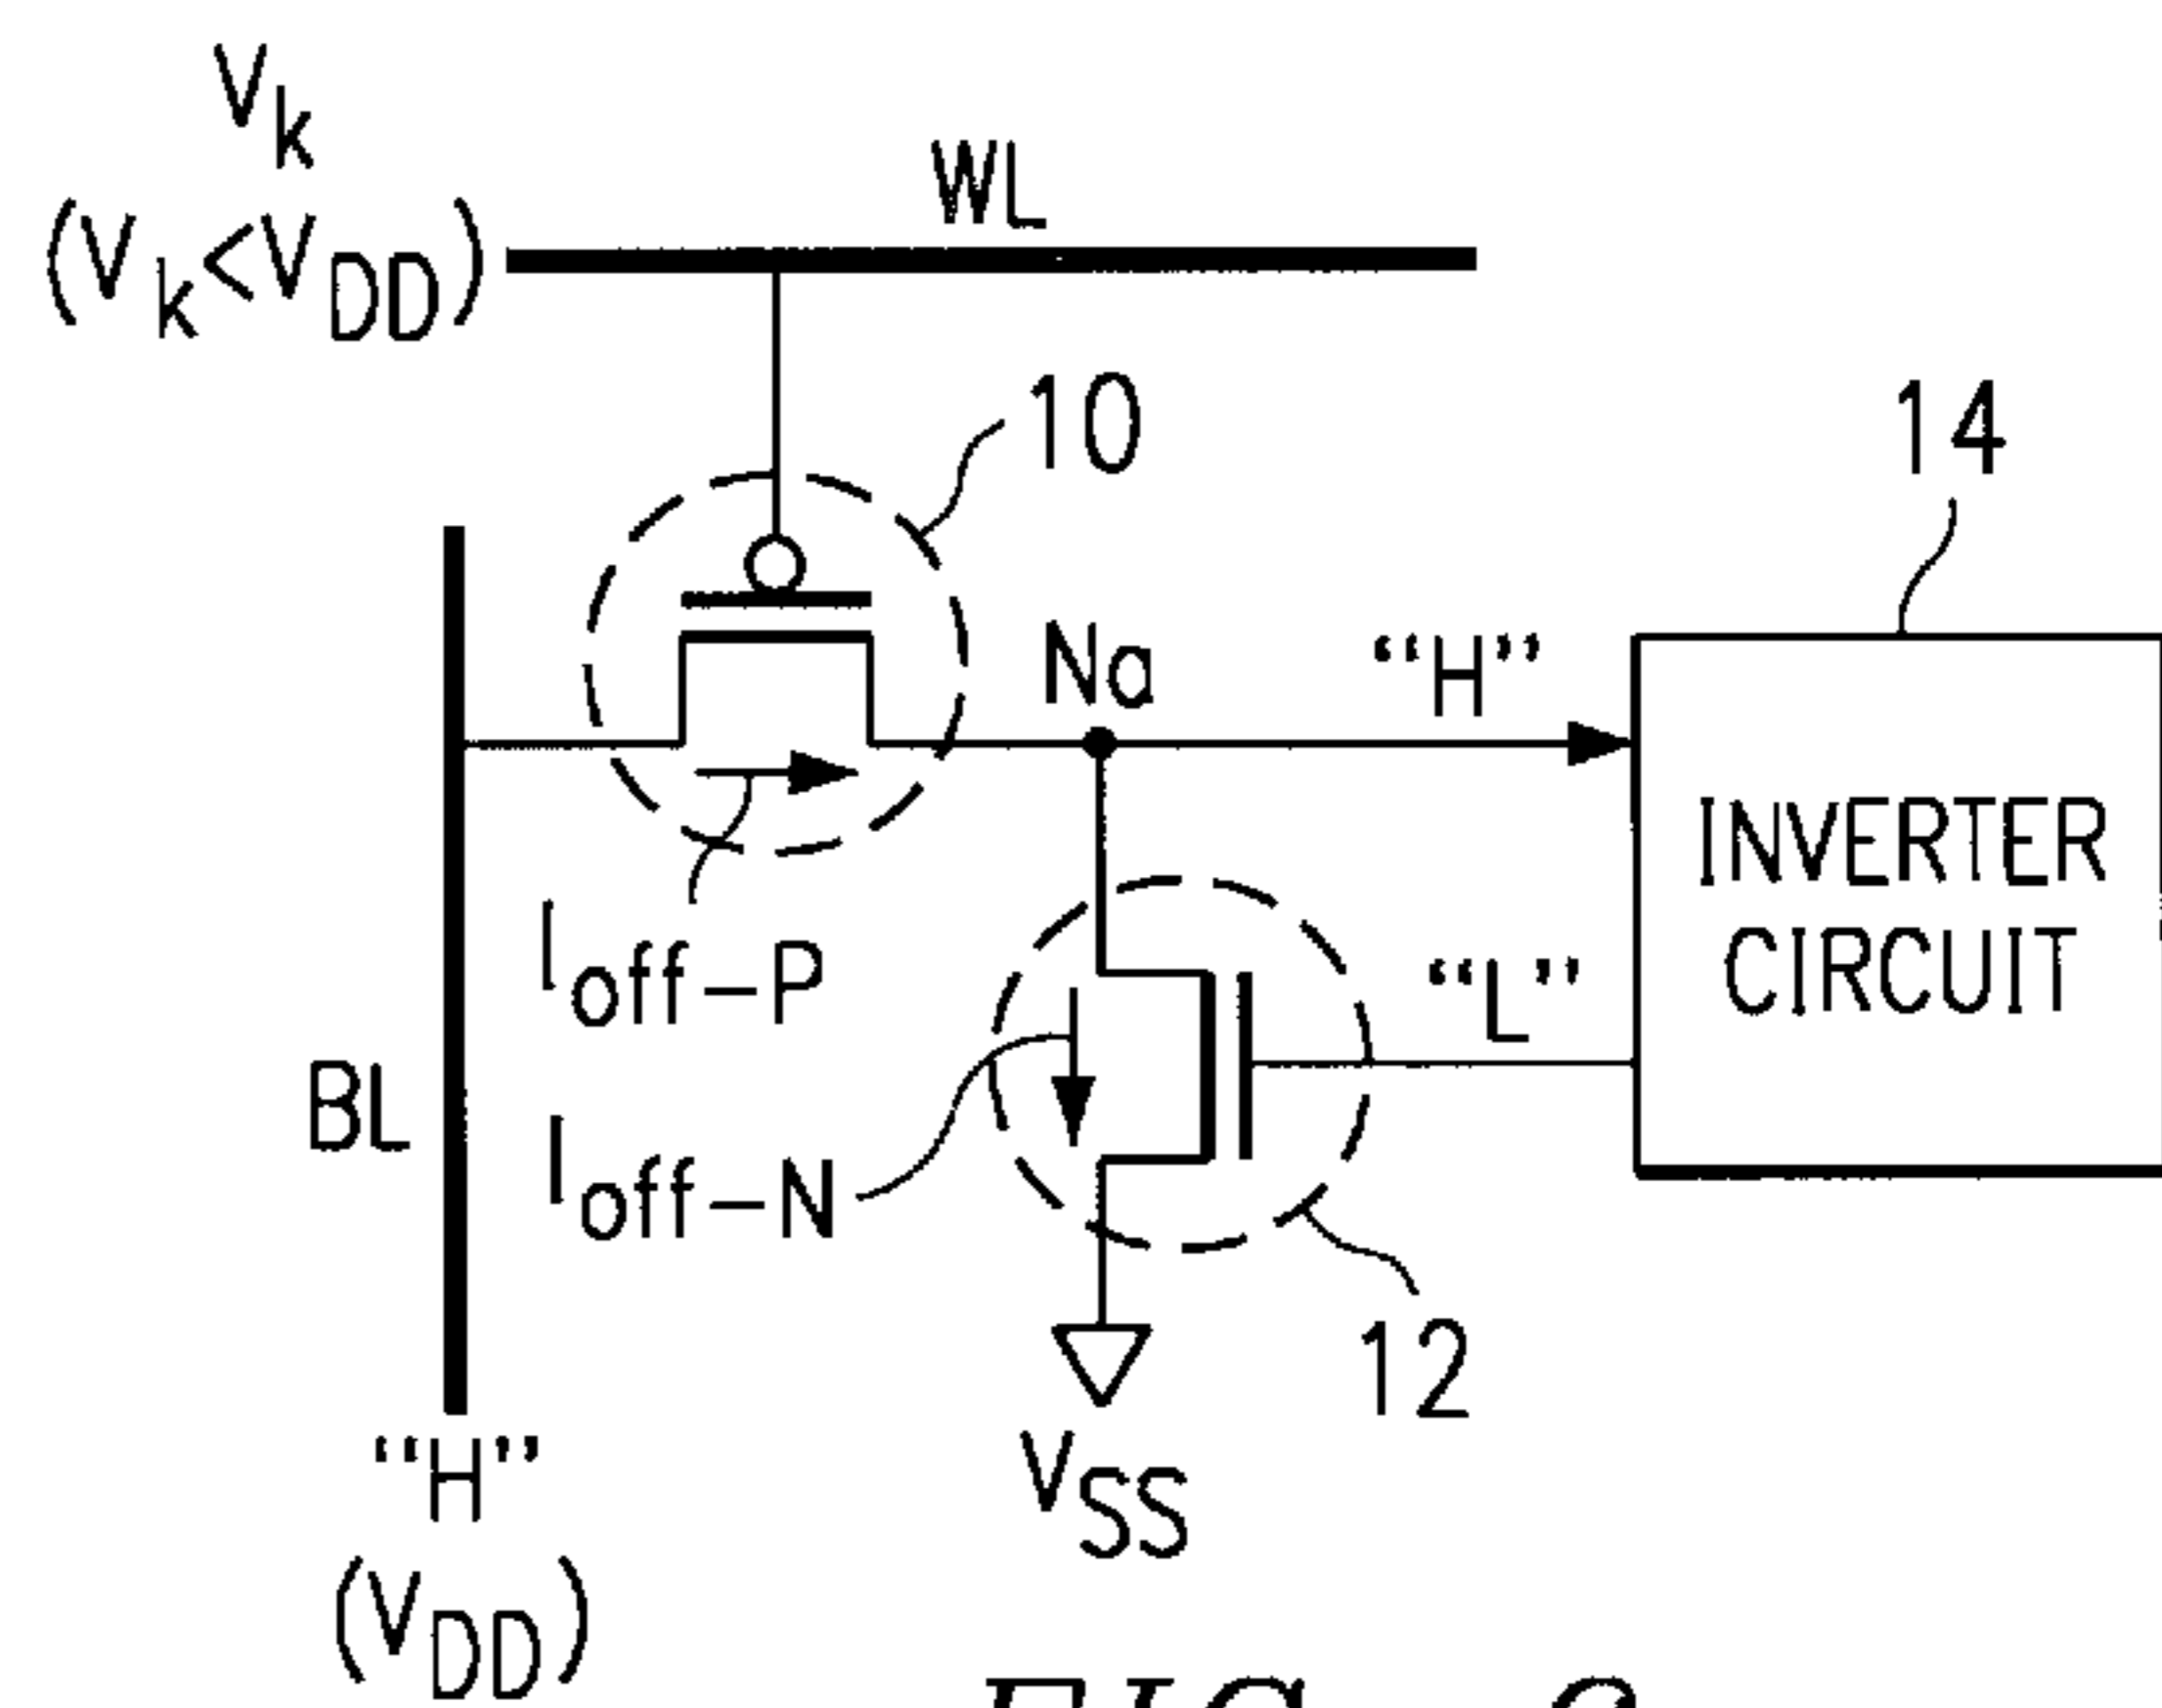 Vk
(Vk<VDD)
WL
10
14
Na
“H”
INVERTER
CIRCUIT
Ioff-P
“L”
BL
Ioff-N
12
“H”
(VDD)
VSS